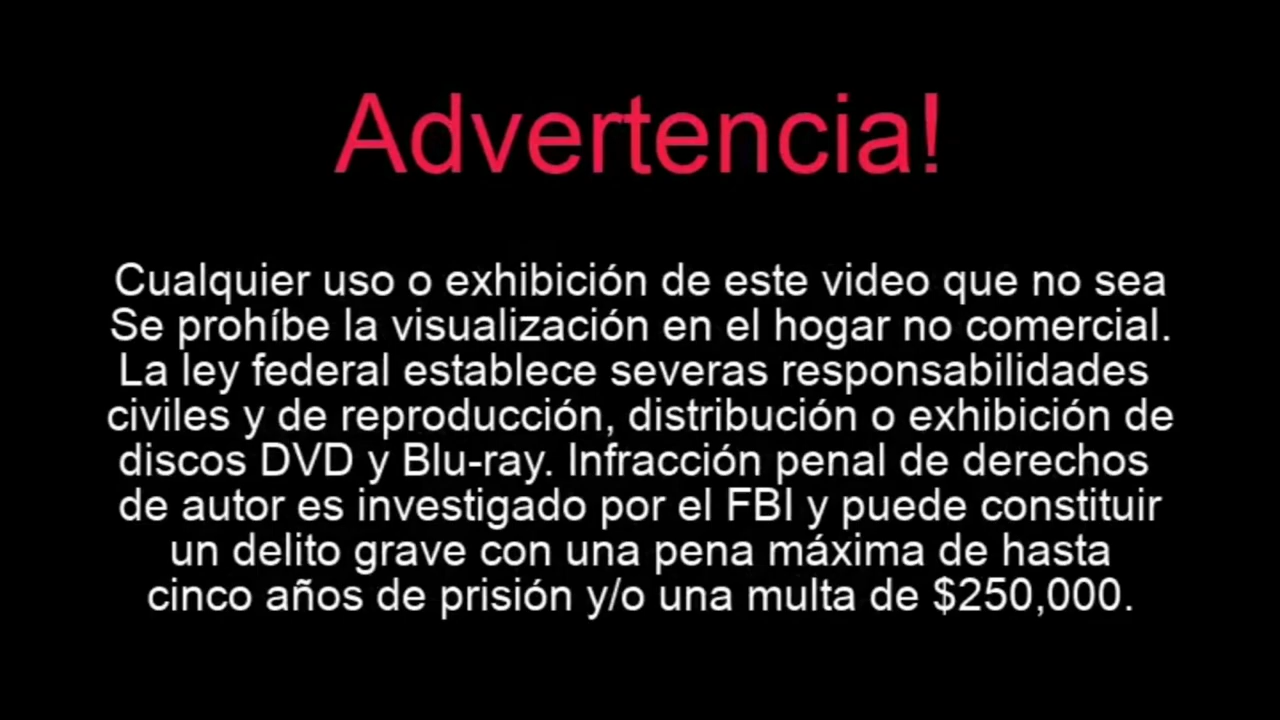 Advertencia!
Cualquier uso o exhibición de este video que no sea
Se prohíbe la visualización en el hogar no comercial.
La ley federal establece severas responsabilidades
civiles y de reproducción, distribución o exhibición de
discos DVD y Blu-ray. Infracción penal de derechos
de autor es investigado por el FBI y puede constituir
un delito grave con una pena máxima de hasta
cinco años de prisión y/o una multa de $250,000.